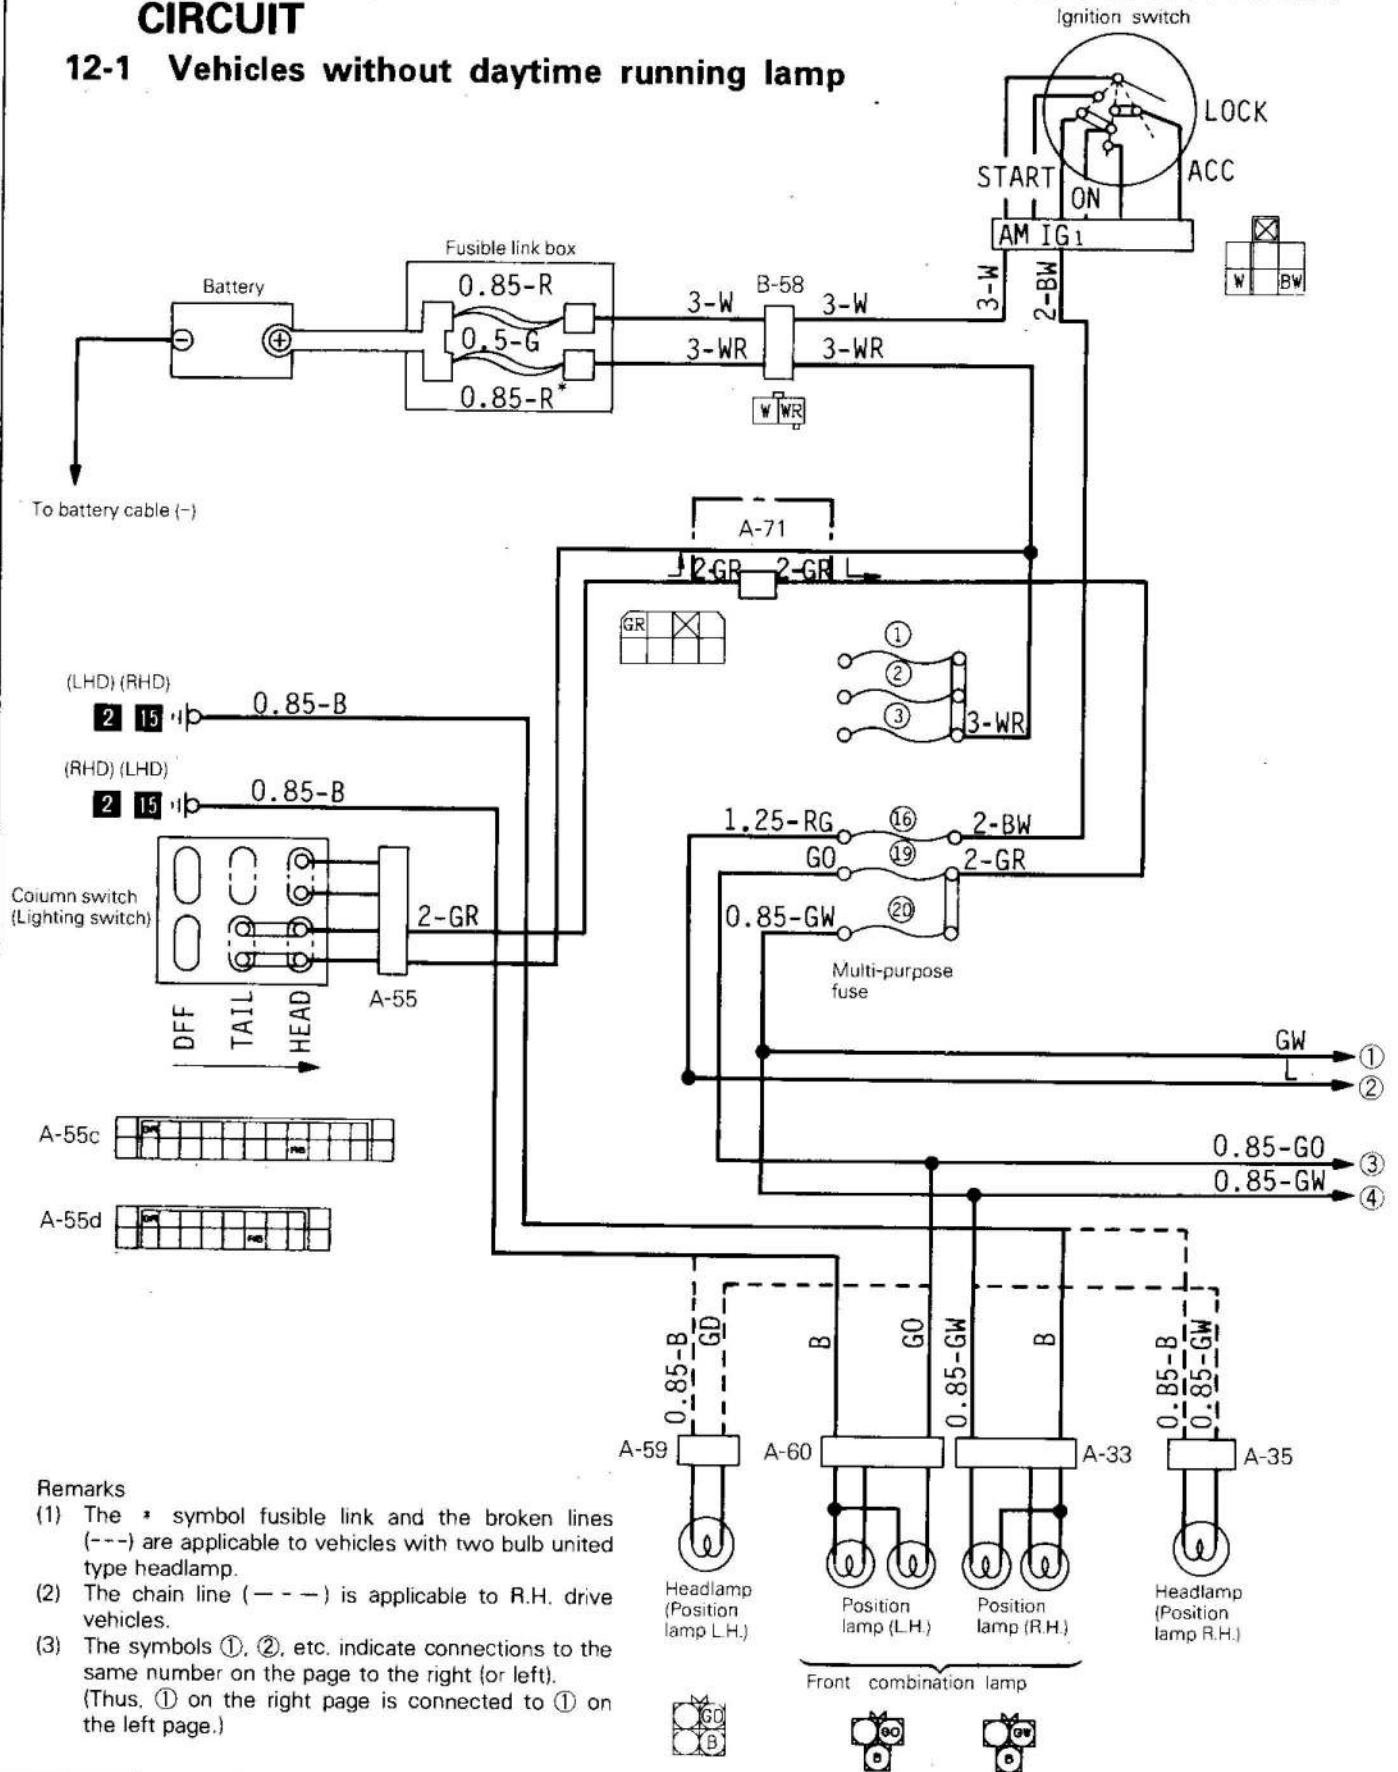 CIRCUIT
12-1 Vehicles without daytime running lamp
Ignition switch
LOCK
START
ACC
ON
AM IG1
Fusible link box
W BW
Battery
0.85-R
3-W
B-58
3-W
3-W
2-BW
0.5-G
3-WR
3-WR
0.85-R*
W WR
To battery cable (-)
A-71
2-GR 2-GR
GR
①
(LHD) (RHD)
②
2 15 0.85-B
③
3-WR
(RHD) (LHD)
2 15 0.85-B
1.25-RG ⑯ 2-BW
GO ⑲ 2-GR
Coiumn switch
(Lighting switch)
2-GR
0.85-GW ⑳
Multi-purpose
fuse
A-55
DFF
TAIL
HEAD
GW ①
L ②
A-55c
GR
RG
0.85-GO ③
0.85-GW ④
A-55d
GR
RG
0.85-B
GD
B
GO
0.85-GW
B
0.B5-B
0.85-GW
A-59
A-60
A-33
A-35
Remarks
(1) The * symbol fusible link and the broken lines
(---) are applicable to vehicles with two bulb united
type headlamp.
(2) The chain line (— - — -) is applicable to R.H. drive
vehicles.
(3) The symbols ①, ②, etc. indicate connections to the
same number on the page to the right (or left).
(Thus, ① on the right page is connected to ① on
the left page.)
Headlamp
(Position
lamp L.H.)
Position
lamp (L.H.)
Position
lamp (R.H.)
Headlamp
(Position
lamp R.H.)
Front combination lamp
GD
B
GO
B
GW
B